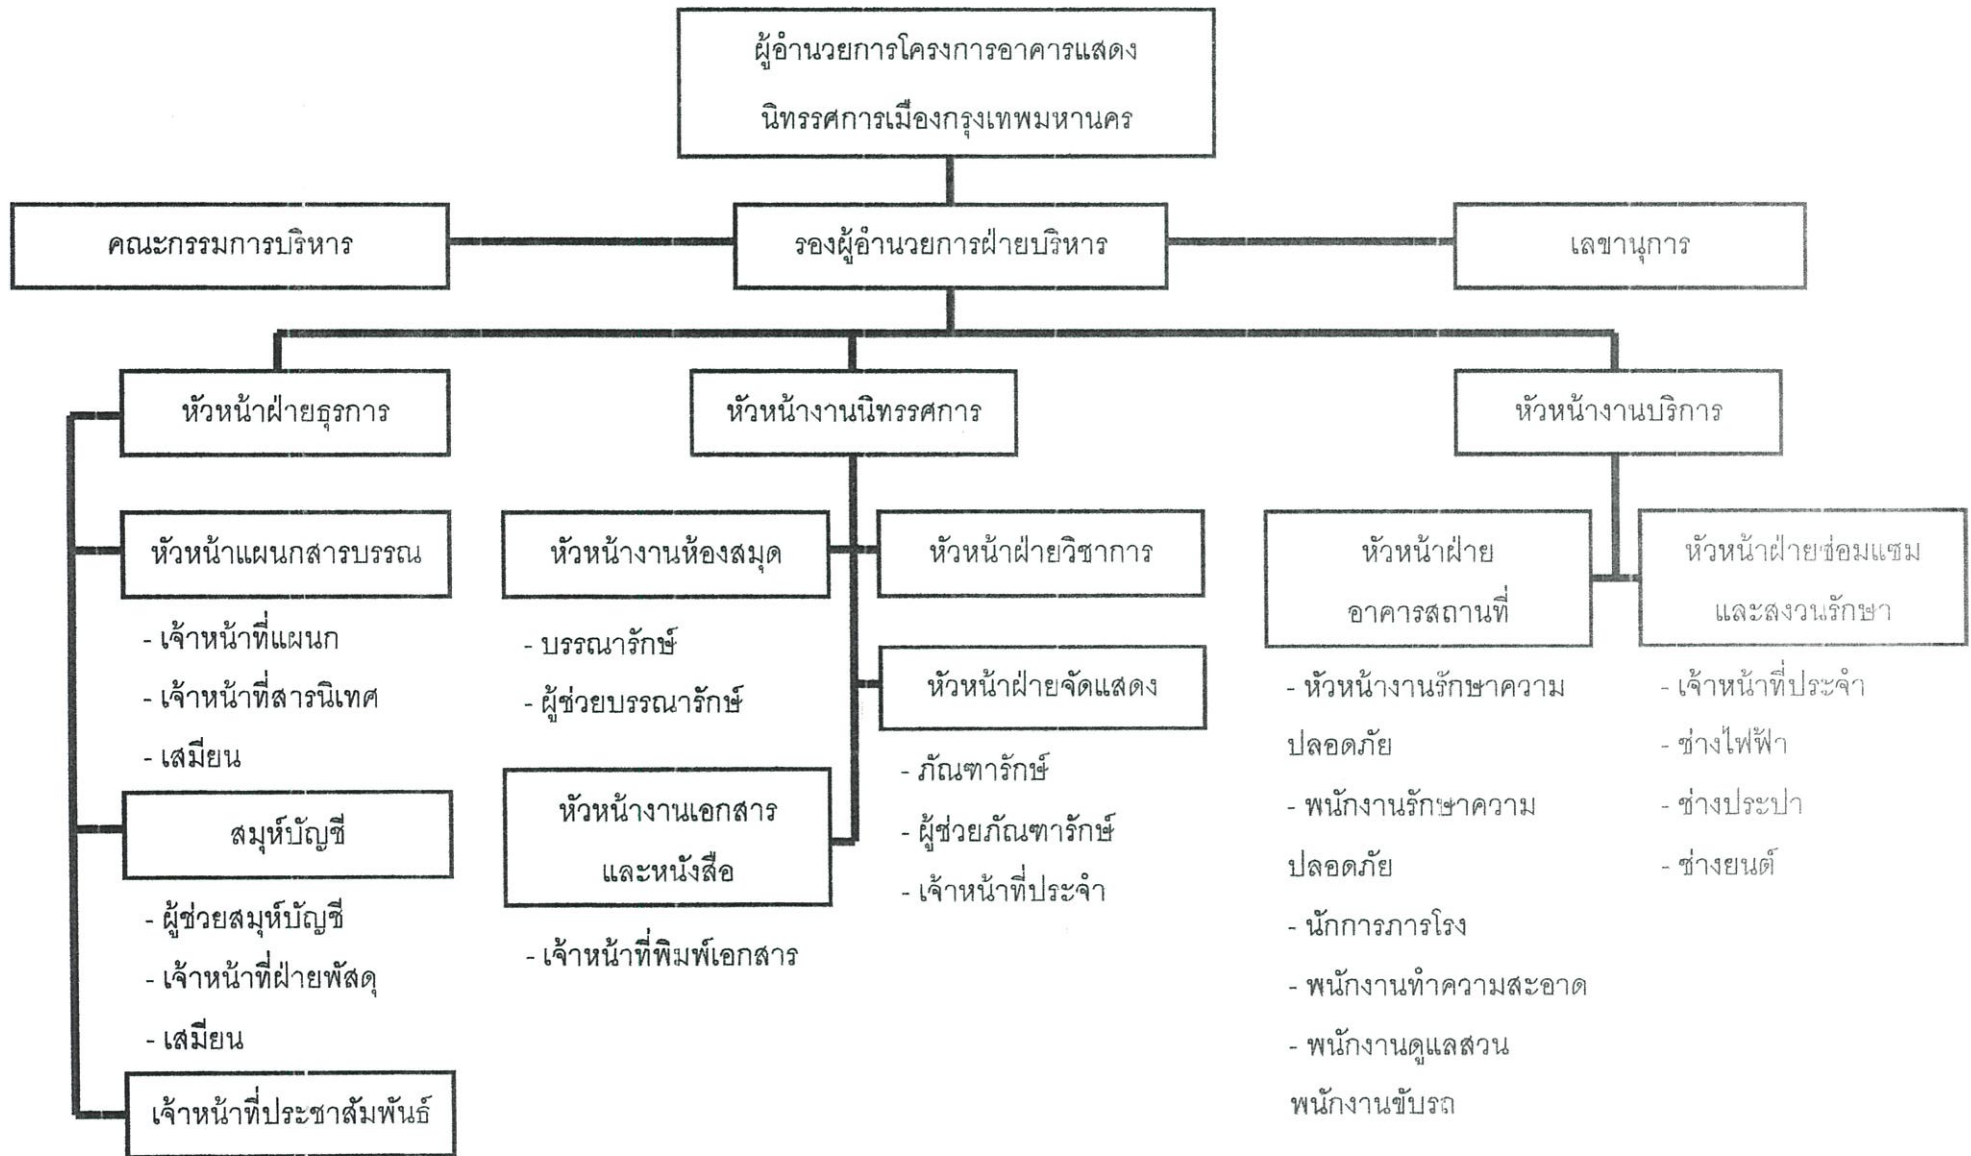 ผู้อำนวยการโครงการอาคารแสดง
นิทรรศการเมืองกรุงเทพมหานคร
คณะกรรมการบริหาร
รองผู้อำนวยการฝ่ายบริหาร
เลขานุการ
หัวหน้าฝ่ายธุรการ
หัวหน้างานนิทรรศการ
หัวหน้างานบริการ
หัวหน้าแผนกสารบรรณ
- เจ้าหน้าที่แผนก
- เจ้าหน้าที่สารนิเทศ
- เสมียน
สมุห์บัญชี
- ผู้ช่วยสมุห์บัญชี
- เจ้าหน้าที่ฝ่ายพัสดุ
- เสมียน
เจ้าหน้าที่ประชาสัมพันธ์
หัวหน้างานห้องสมุด
- บรรณารักษ์
- ผู้ช่วยบรรณารักษ์
หัวหน้างานเอกสาร
และหนังสือ
- เจ้าหน้าที่พิมพ์เอกสาร
หัวหน้าฝ่ายวิชาการ
หัวหน้าฝ่ายจัดแสดง
- ภัณฑารักษ์
- ผู้ช่วยภัณฑารักษ์
- เจ้าหน้าที่ประจำ
หัวหน้าฝ่าย
อาคารสถานที่
- หัวหน้างานรักษาความ
ปลอดภัย
- พนักงานรักษาความ
ปลอดภัย
- นักการภารโรง
- พนักงานทำความสะอาด
- พนักงานดูแลสวน
พนักงานขับรถ
หัวหน้าฝ่ายซ่อมแซม
และสงวนรักษา
- เจ้าหน้าที่ประจำ
- ช่างไฟฟ้า
- ช่างประปา
- ช่างยนต์